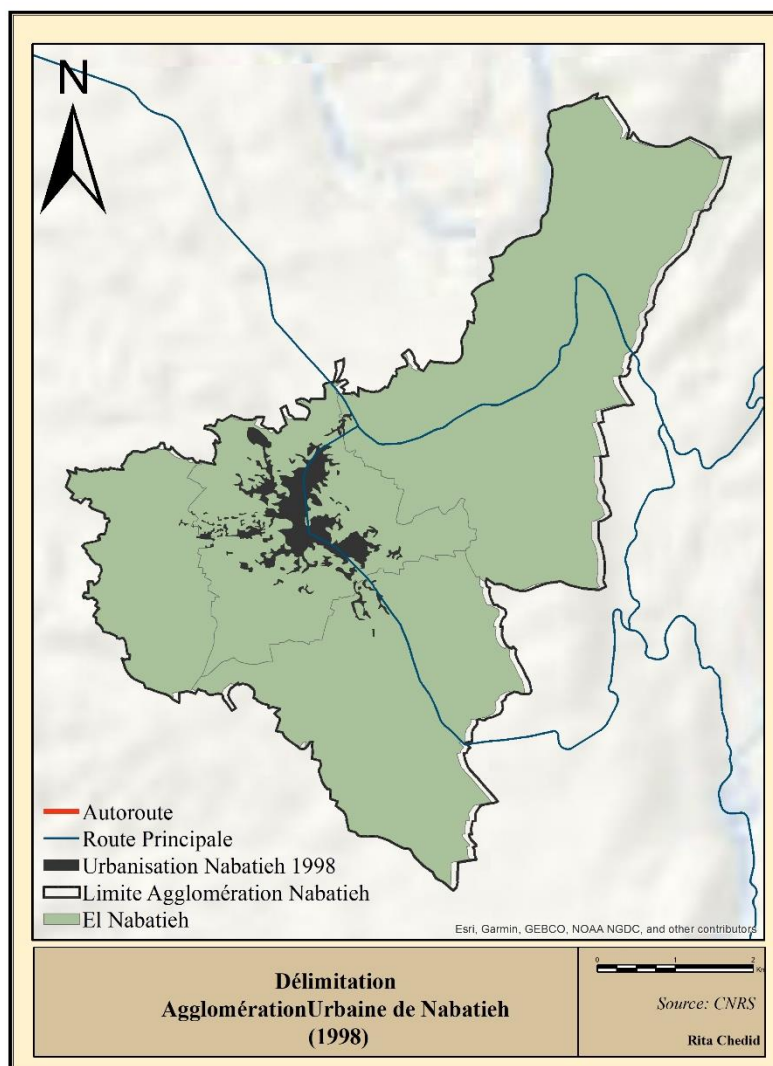 N
Autoroute
Route Principale
Urbanisation Nabatieh 1998
Limite Agglomération Nabatieh
El Nabatieh
Esri, Garmin, GEBCO, NOAA NGDC, and other contributors
Délimitation
AgglomérationUrbaine de Nabatieh
(1998)
0 1 2
Km
Source: CNRS
Rita Chedid